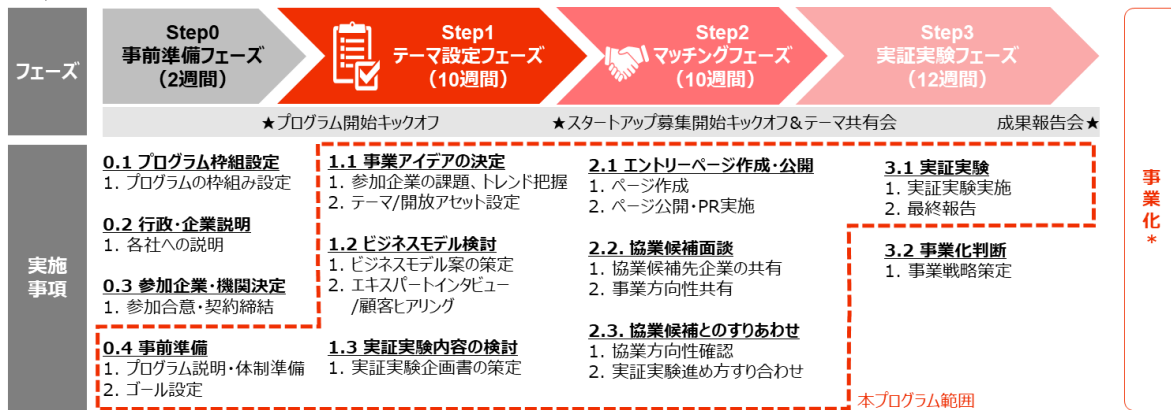 フェーズ
Step0
事前準備フェーズ
（2週間）
Step1
テーマ設定フェーズ
（10週間）
Step2
マッチングフェーズ
（10週間）
Step3
実証実験フェーズ
（12週間）
★プログラム開始キックオフ
★スタートアップ募集開始キックオフ&テーマ共有会
成果報告会★
実施
事項
0.1 プログラム枠組設定
1. プログラムの枠組み設定
0.2 行政・企業説明
1. 各社への説明
0.3 参加企業・機関決定
1. 参加合意・契約締結
0.4 事前準備
1. プログラム説明・体制準備
2. ゴール設定
1.1 事業アイデアの決定
1. 参加企業の課題、トレンド把握
2. テーマ/開放アセット設定
1.2 ビジネスモデル検討
1. ビジネスモデル案の策定
2. エキスパートインタビュー
/顧客ヒアリング
1.3 実証実験内容の検討
1. 実証実験企画書の策定
2.1 エントリーページ作成・公開
1. ページ作成
2. ページ公開・PR実施
2.2. 協業候補面談
1. 協業候補先企業の共有
2. 事業方向性共有
2.3. 協業候補とのすりあわせ
1. 協業方向性確認
2. 実証実験進め方すり合わせ
3.1 実証実験
1. 実証実験実施
2. 最終報告
3.2 事業化判断
1. 事業戦略策定
本プログラム範囲
事業化*